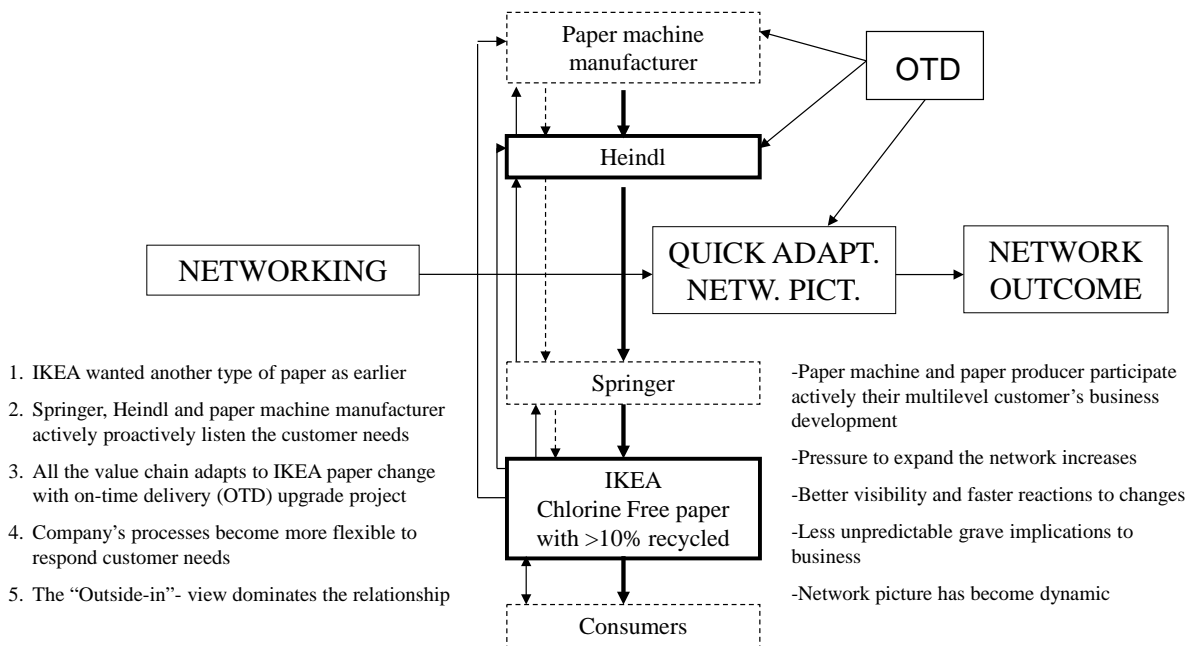 Paper machine
manufacturer
OTD
Heindl
NETWORKING
QUICK ADAPT.
NETW. PICT.
NETWORK
OUTCOME
1. IKEA wanted another type of paper as earlier
2. Springer, Heindl and paper machine manufacturer
actively proactively listen the customer needs
3. All the value chain adapts to IKEA paper change
with on-time delivery (OTD) upgrade project
4. Company’s processes become more flexible to
respond customer needs
5. The “Outside-in”- view dominates the relationship
Springer
IKEA
Chlorine Free paper
with >10% recycled
Consumers
-Paper machine and paper producer participate
actively their multilevel customer’s business
development
-Pressure to expand the network increases
-Better visibility and faster reactions to changes
-Less unpredictable grave implications to
business
-Network picture has become dynamic